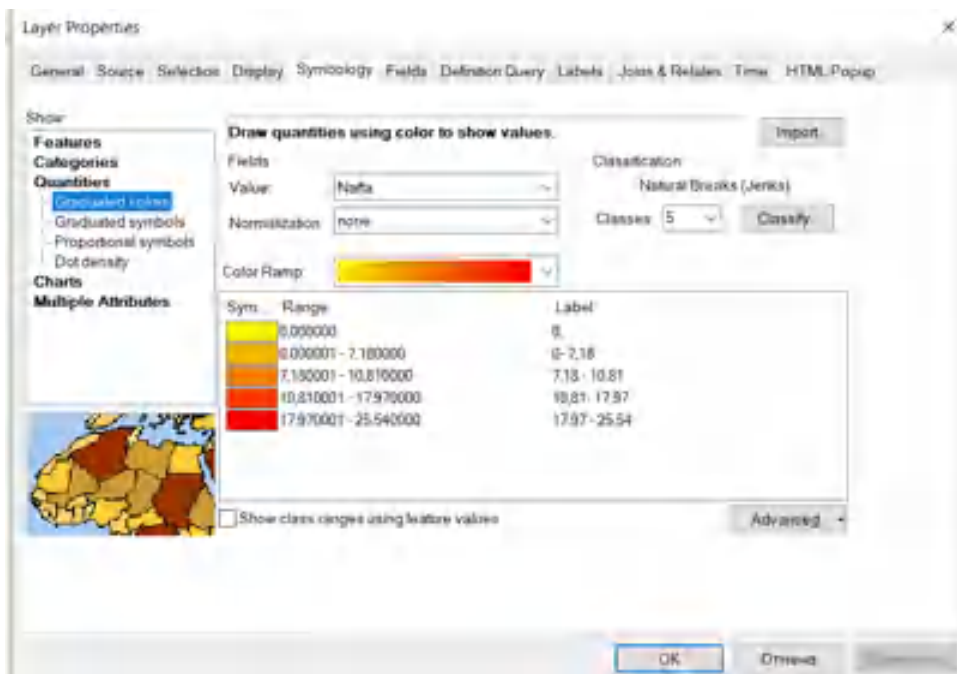 Layer Properties
General Source Selection Display Symbology Fields Definition Query Labels Joins & Relates Time HTML Popup
Show
Features
Categories
Quantities
Graduated colors
Graduated symbols
Proportional symbols
Dot density
Charts
Multiple Attributes
Draw quantities using color to show values.
Import
Fields
Value: Nafta
Normalization none
Color Ramp
Classification
Natural Breaks (Jenks)
Classes 5 Classify
Sym... Range Label
0,000000 0,
0,000001 - 7,180000 0- 7,18
7,180001 - 10,810000 7,18 - 10,81
10,810001 - 17,970000 10,81- 17,97
17,970001 - 25,540000 17,97 - 25,54
Show class ranges using feature values
Advanced
OK Отмена